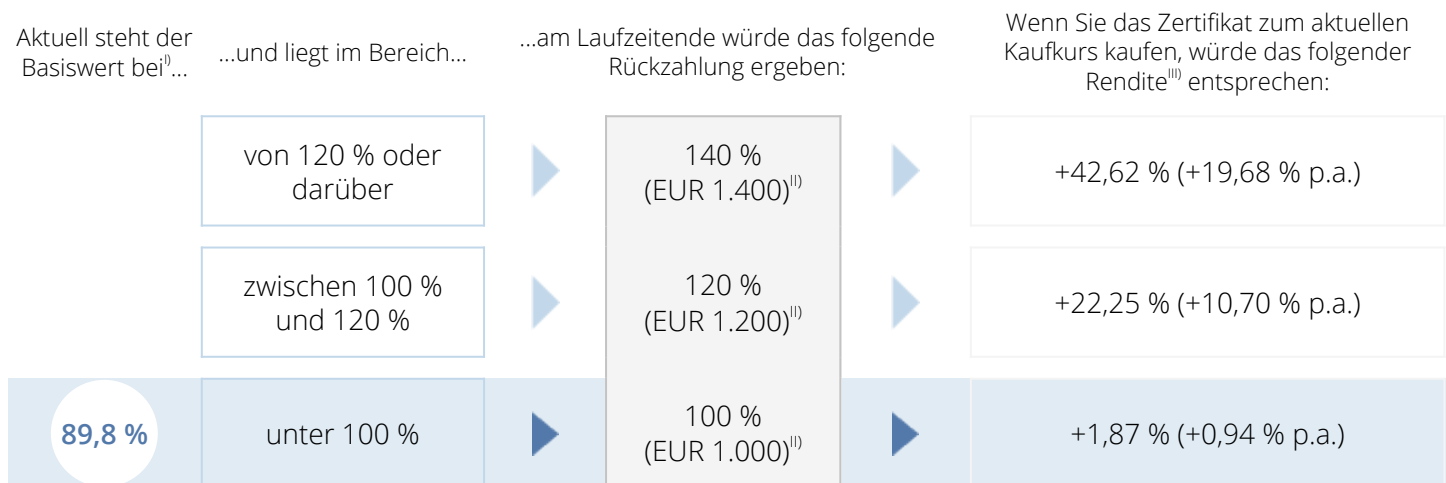 Aktuell steht der
Basiswert bei I)...
...und liegt im Bereich...
...am Laufzeitende würde das folgende
Rückzahlung ergeben:
Wenn Sie das Zertifikat zum aktuellen
Kaufkurs kaufen, würde das folgender
Rendite III) entsprechen:
von 120 % oder
darüber
140 %
(EUR 1.400) II)
+42,62 % (+19,68 % p.a.)
zwischen 100 %
und 120 %
120 %
(EUR 1.200) II)
+22,25 % (+10,70 % p.a.)
89,8 %
unter 100 %
100 %
(EUR 1.000) II)
+1,87 % (+0,94 % p.a.)